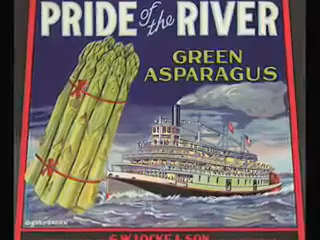 PRIDE of the RIVER
GREEN
ASPARAGUS
G.W. LOCKE & SON